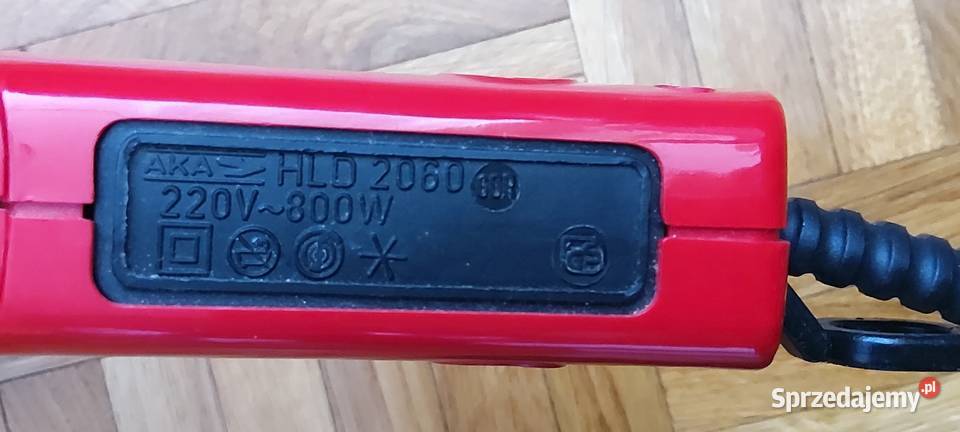 AKA HLD 2060
220V~800W
Sprzedajemy.pl